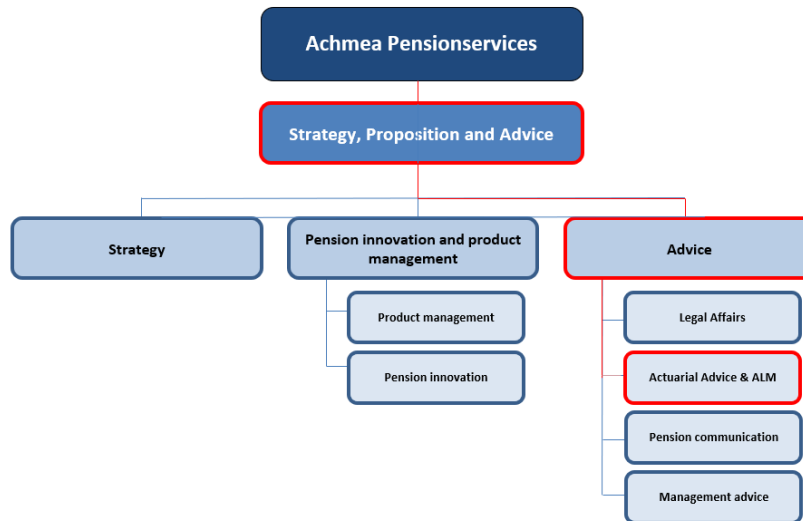 Achmea Pensionservices
Strategy, Proposition and Advice
Strategy
Pension innovation and product
management
Advice
Product management
Pension innovation
Legal Affairs
Actuarial Advice & ALM
Pension communication
Management advice